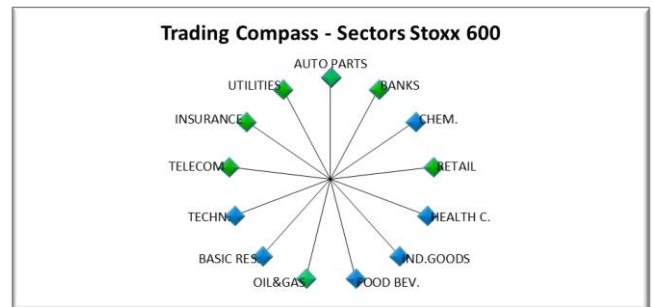 Trading Compass - Sectors Stoxx 600
AUTO PARTS
UTILITIES
BANKS
INSURANCE
CHEM.
TELECOM.
RETAIL
TECHN.
HEALTH C.
BASIC RES.
IND.GOODS
OIL&GAS
FOOD BEV.